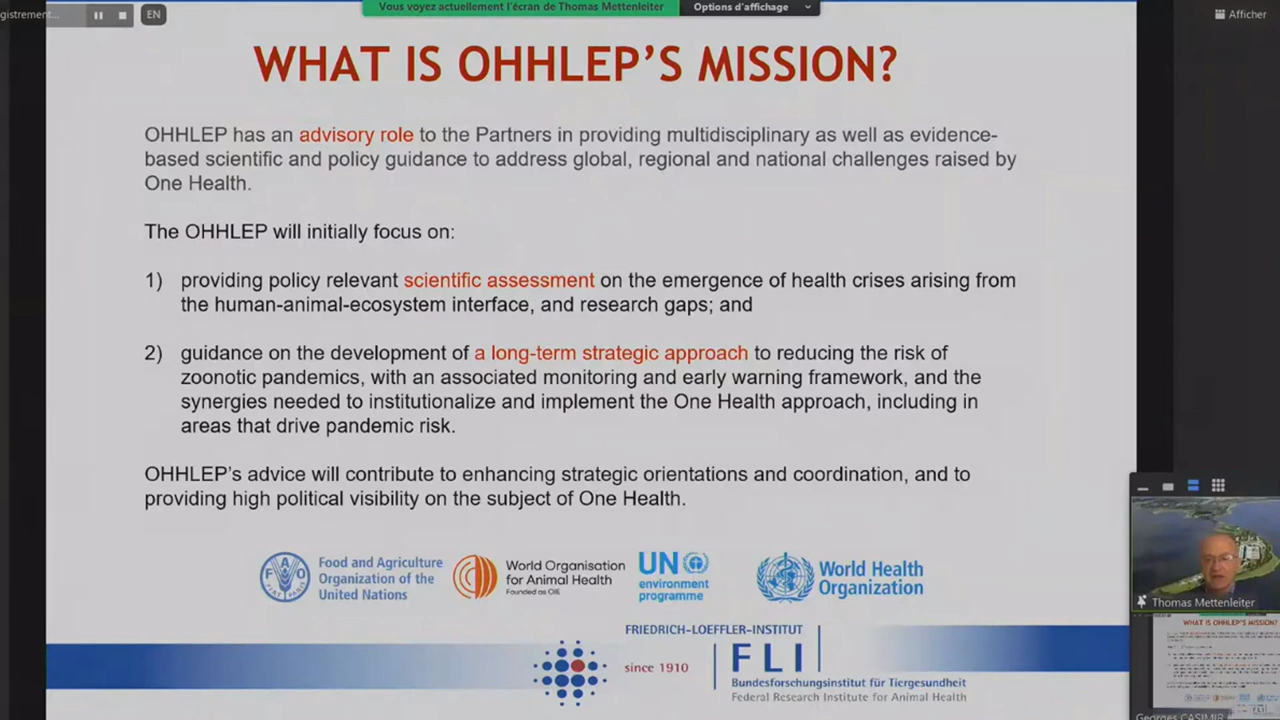 gistrement...
EN
Vous voyez actuellement l'écran de Thomas Mettenleiter
Options d'affichage
Afficher
WHAT IS OHHLEP'S MISSION?
OHHLEP has an advisory role to the Partners in providing multidisciplinary as well as evidence-
based scientific and policy guidance to address global, regional and national challenges raised by
One Health.
The OHHLEP will initially focus on:
1) providing policy relevant scientific assessment on the emergence of health crises arising from
the human-animal-ecosystem interface, and research gaps; and
2) guidance on the development of a long-term strategic approach to reducing the risk of
zoonotic pandemics, with an associated monitoring and early warning framework, and the
synergies needed to institutionalize and implement the One Health approach, including in
areas that drive pandemic risk.
OHHLEP's advice will contribute to enhancing strategic orientations and coordination, and to
providing high political visibility on the subject of One Health.
FAO
FIAT PANIS
Food and Agriculture
Organization of the
United Nations
World Organisation
for Animal Health
Founded as OIE
UN
environment
programme
World Health
Organization
Thomas Mettenleiter
WHAT IS OHHLEP'S MISSION?
FRIEDRICH-LOEFFLER-INSTITUT
since 1910
FLI
Bundesforschungsinstitut für Tiergesundheit
Federal Research Institute for Animal Health
Georges CASIMIR